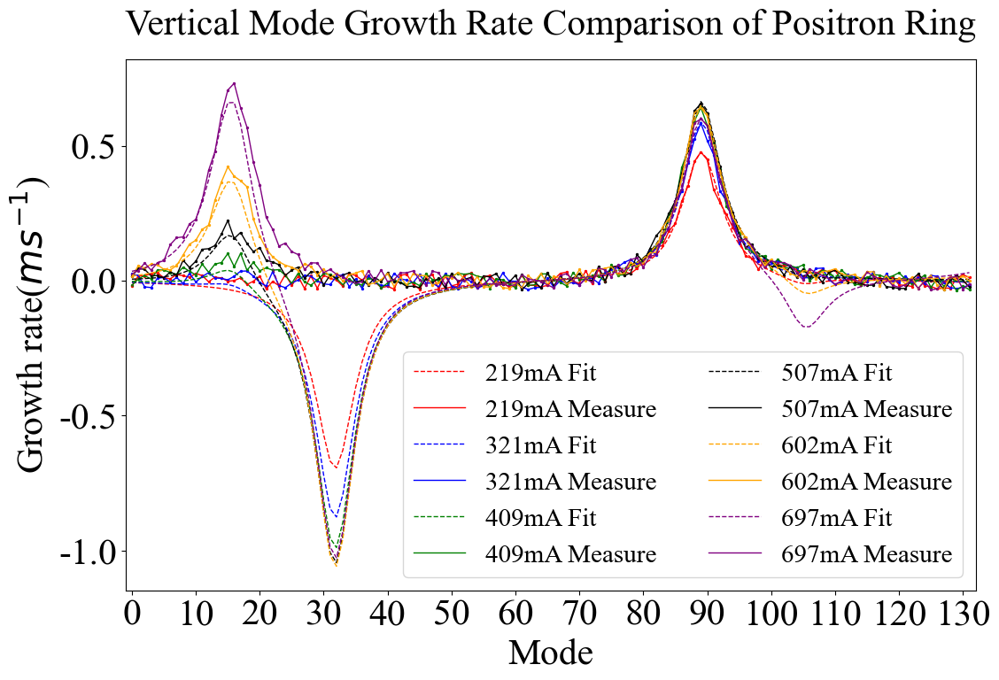 Vertical Mode Growth Rate Comparison of Positron Ring
Growth rate(ms⁻¹)
0.5
0.0
-0.5
-1.0
219mA Fit
219mA Measure
321mA Fit
321mA Measure
409mA Fit
409mA Measure
507mA Fit
507mA Measure
602mA Fit
602mA Measure
697mA Fit
697mA Measure
0 10 20 30 40 50 60 70 80 90 100 110 120 130
Mode